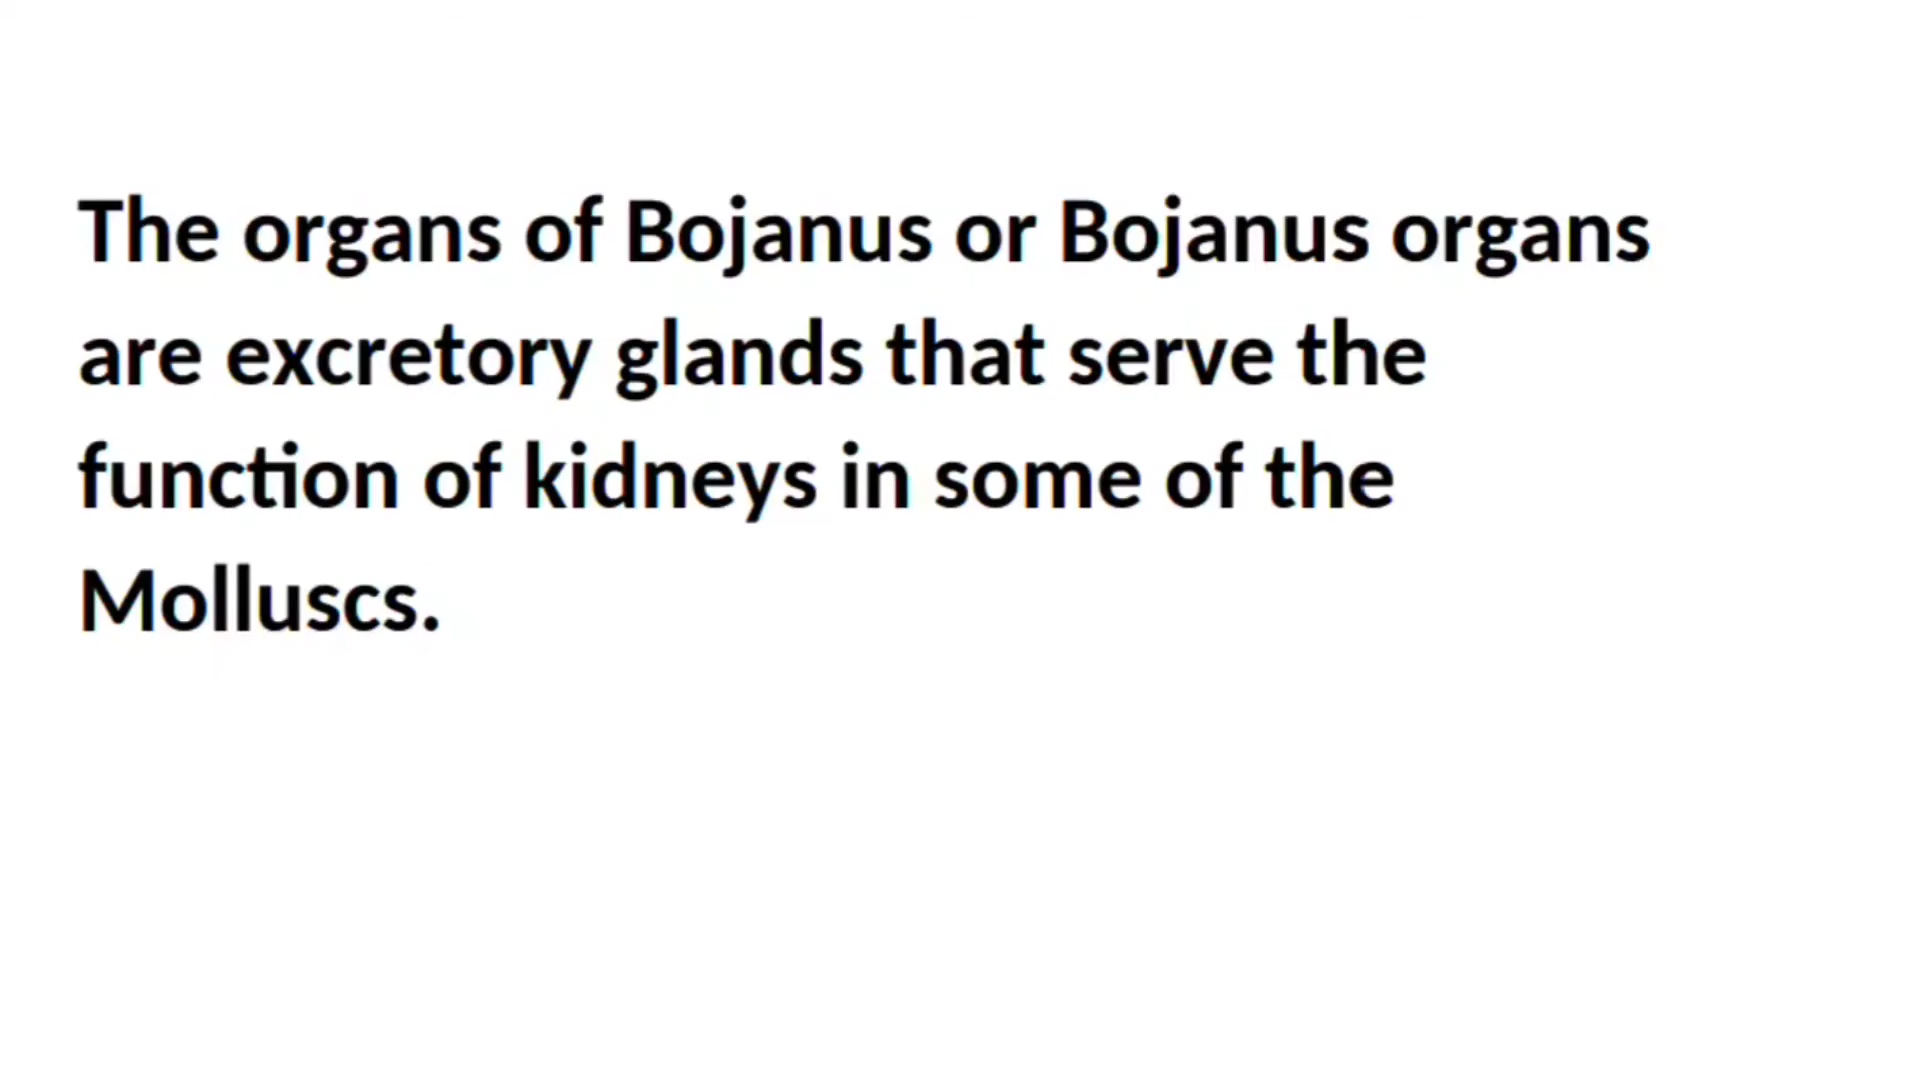 The organs of Bojanus or Bojanus organs
are excretory glands that serve the
function of kidneys in some of the
Molluscs.